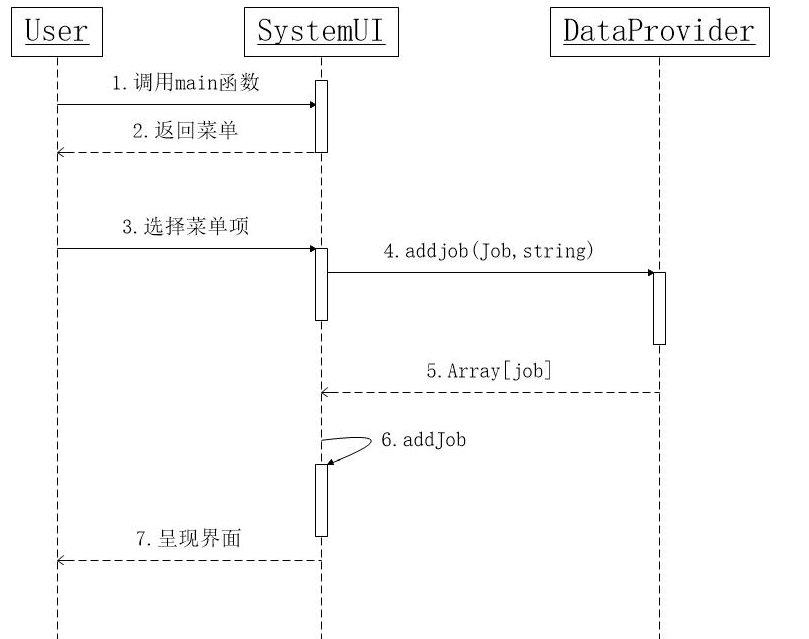 User
SystemUI
DataProvider
1.调用main函数
2.返回菜单
3.选择菜单项
4.addjob(Job,string)
5.Array[job]
6.addJob
7.呈现界面